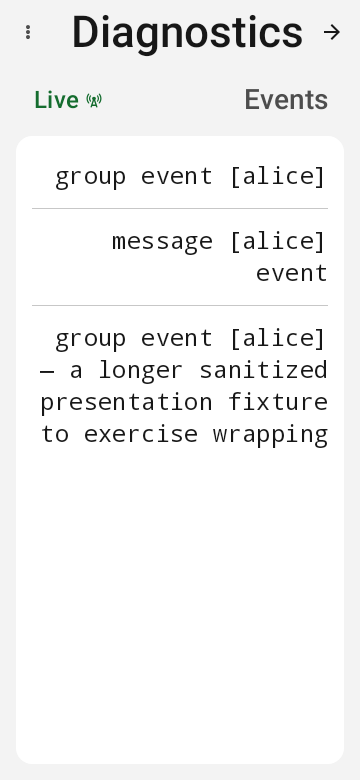 Diagnostics
Events
Live
group event [alice]
message [alice]
event
group event [alice]
— a longer sanitized
presentation fixture
to exercise wrapping